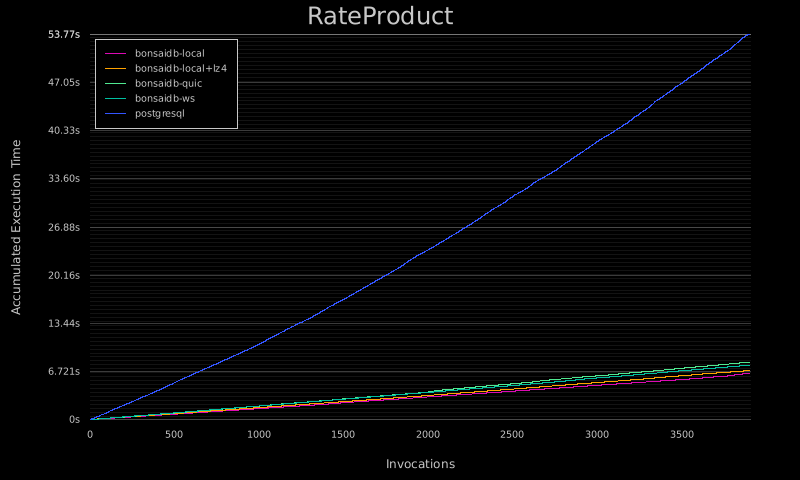 RateProduct
53.77s
47.05s
40.33s
33.60s
26.88s
20.16s
13.44s
6.721s
0s
Accumulated Execution Time
bonsaidb-local
bonsaidb-local+lz4
bonsaidb-quic
bonsaidb-ws
postgresql
0 500 1000 1500 2000 2500 3000 3500
Invocations